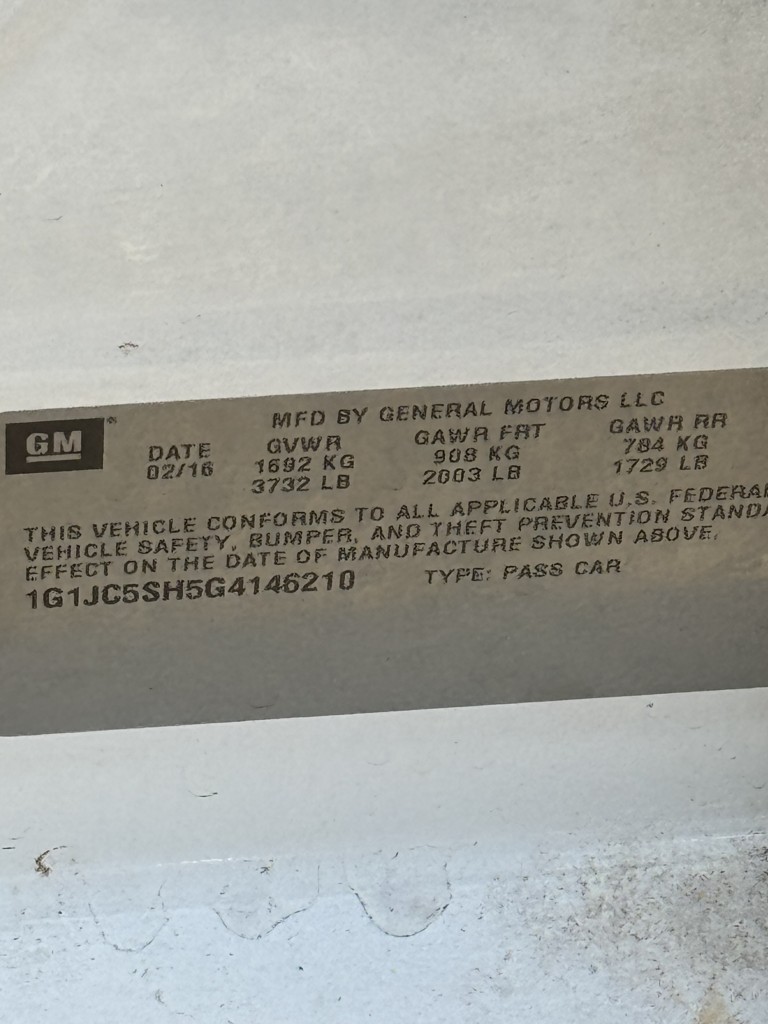 MFD BY GENERAL MOTORS LLC
GM®
DATE GVWR GAWR FRT GAWR RR
02/16 1692 KG 908 KG 784 KG
3732 LB 2003 LB 1729 LB
THIS VEHICLE CONFORMS TO ALL APPLICABLE U.S. FEDERAL
VEHICLE SAFETY, BUMPER, AND THEFT PREVENTION STANDA
EFFECT ON THE DATE OF MANUFACTURE SHOWN ABOVE.
1G1JC5SH5G4146210 TYPE: PASS CAR